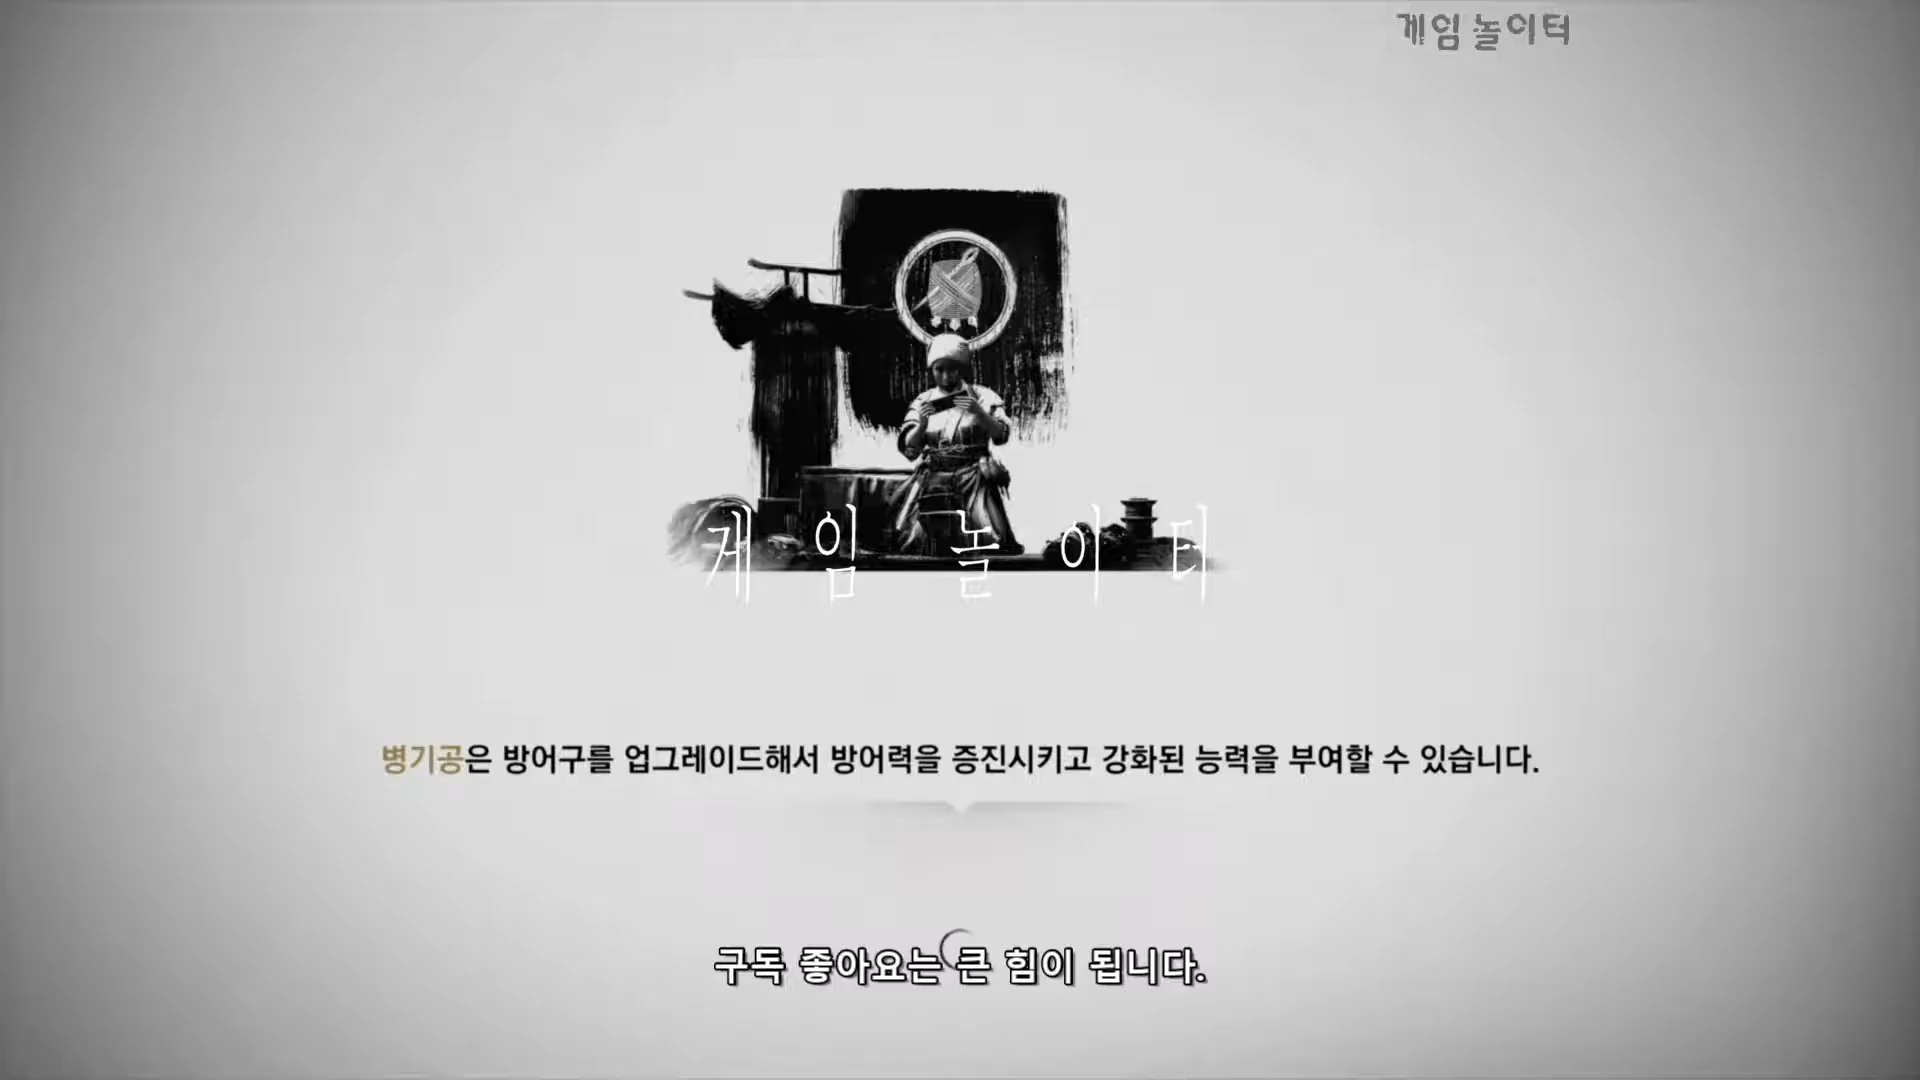 게임 놀이터
게임 놀이터
병기공은 방어구를 업그레이드해서 방어력을 증진시키고 강화된 능력을 부여할 수 있습니다.
구독 좋아요는 큰 힘이 됩니다.